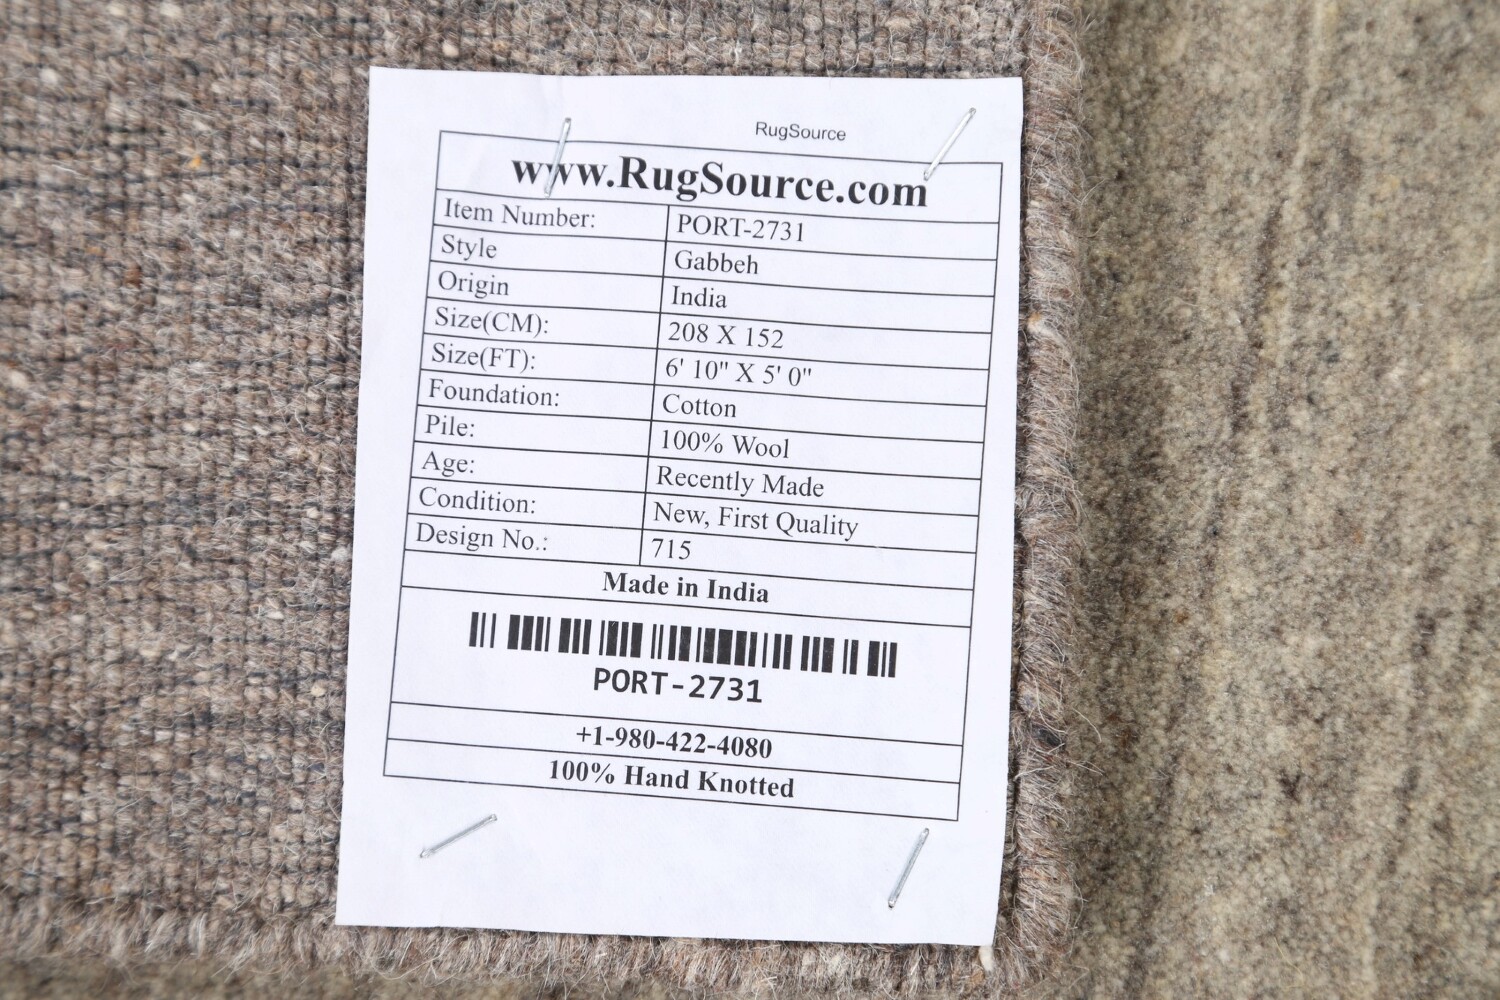 RugSource
www.RugSource.com
Item Number: PORT-2731
Style Gabbeh
Origin India
Size(CM): 208 X 152
Size(FT): 6' 10" X 5' 0"
Foundation: Cotton
Pile: 100% Wool
Age: Recently Made
Condition: New, First Quality
Design No.: 715
Made in India
PORT-2731
+1-980-422-4080
100% Hand Knotted